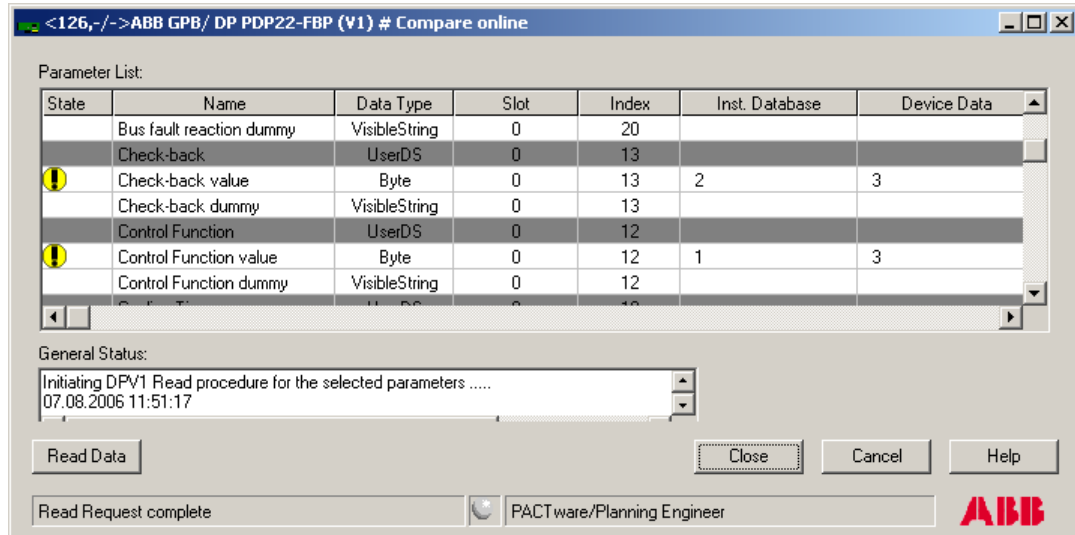 <126,-/->ABB GPB/ DP PDP22-FBP (V1) # Compare online
Parameter List:
State Name Data Type Slot Index Inst. Database Device Data
Bus fault reaction dummy VisibleString 0 20
Check-back UserDS 0 13
Check-back value Byte 0 13 2 3
Check-back dummy VisibleString 0 13
Control Function UserDS 0 12
Control Function value Byte 0 12 1 3
Control Function dummy VisibleString 0 12
General Status:
Initiating DPV1 Read procedure for the selected parameters .....
07.08.2006 11:51:17
Read Data Close Cancel Help
Read Request complete PACTware/Planning Engineer ABB